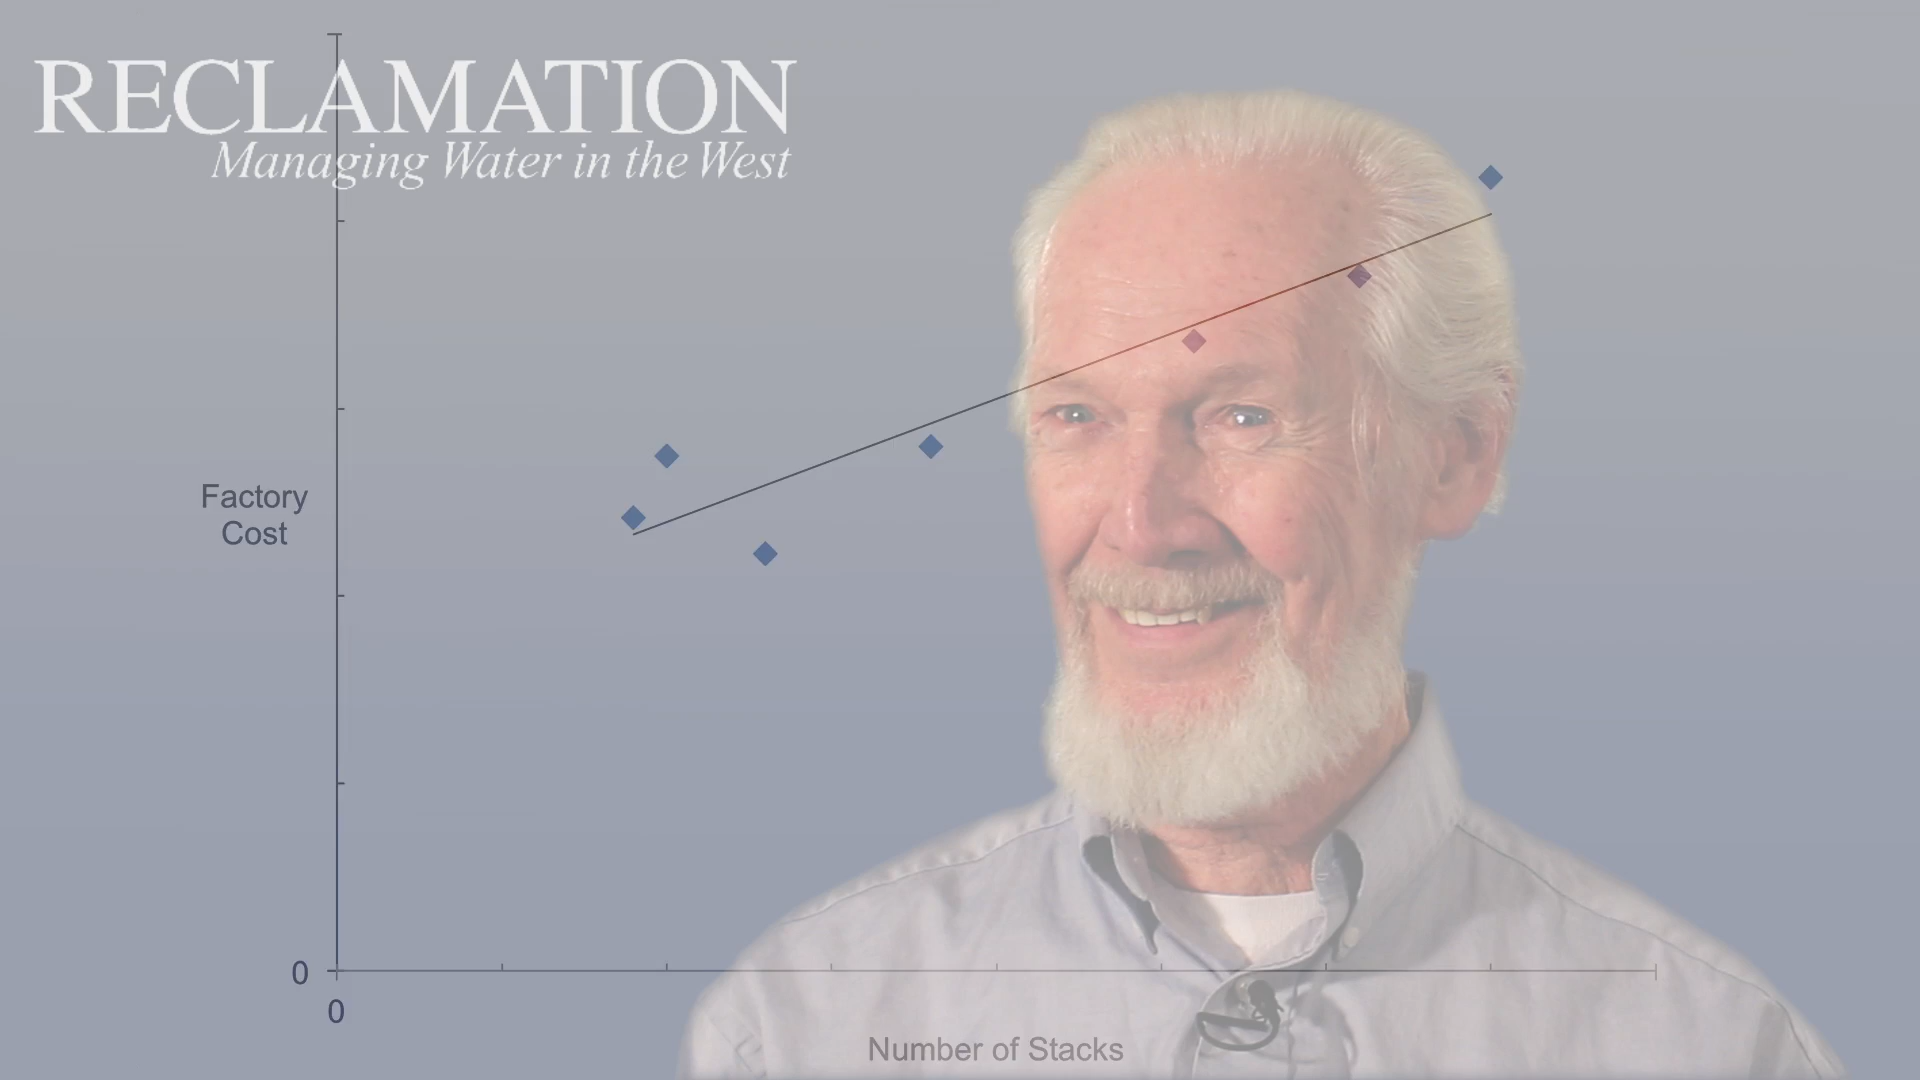 RECLAMATION
Managing Water in the West
Factory
Cost
0
0
Number of Stacks